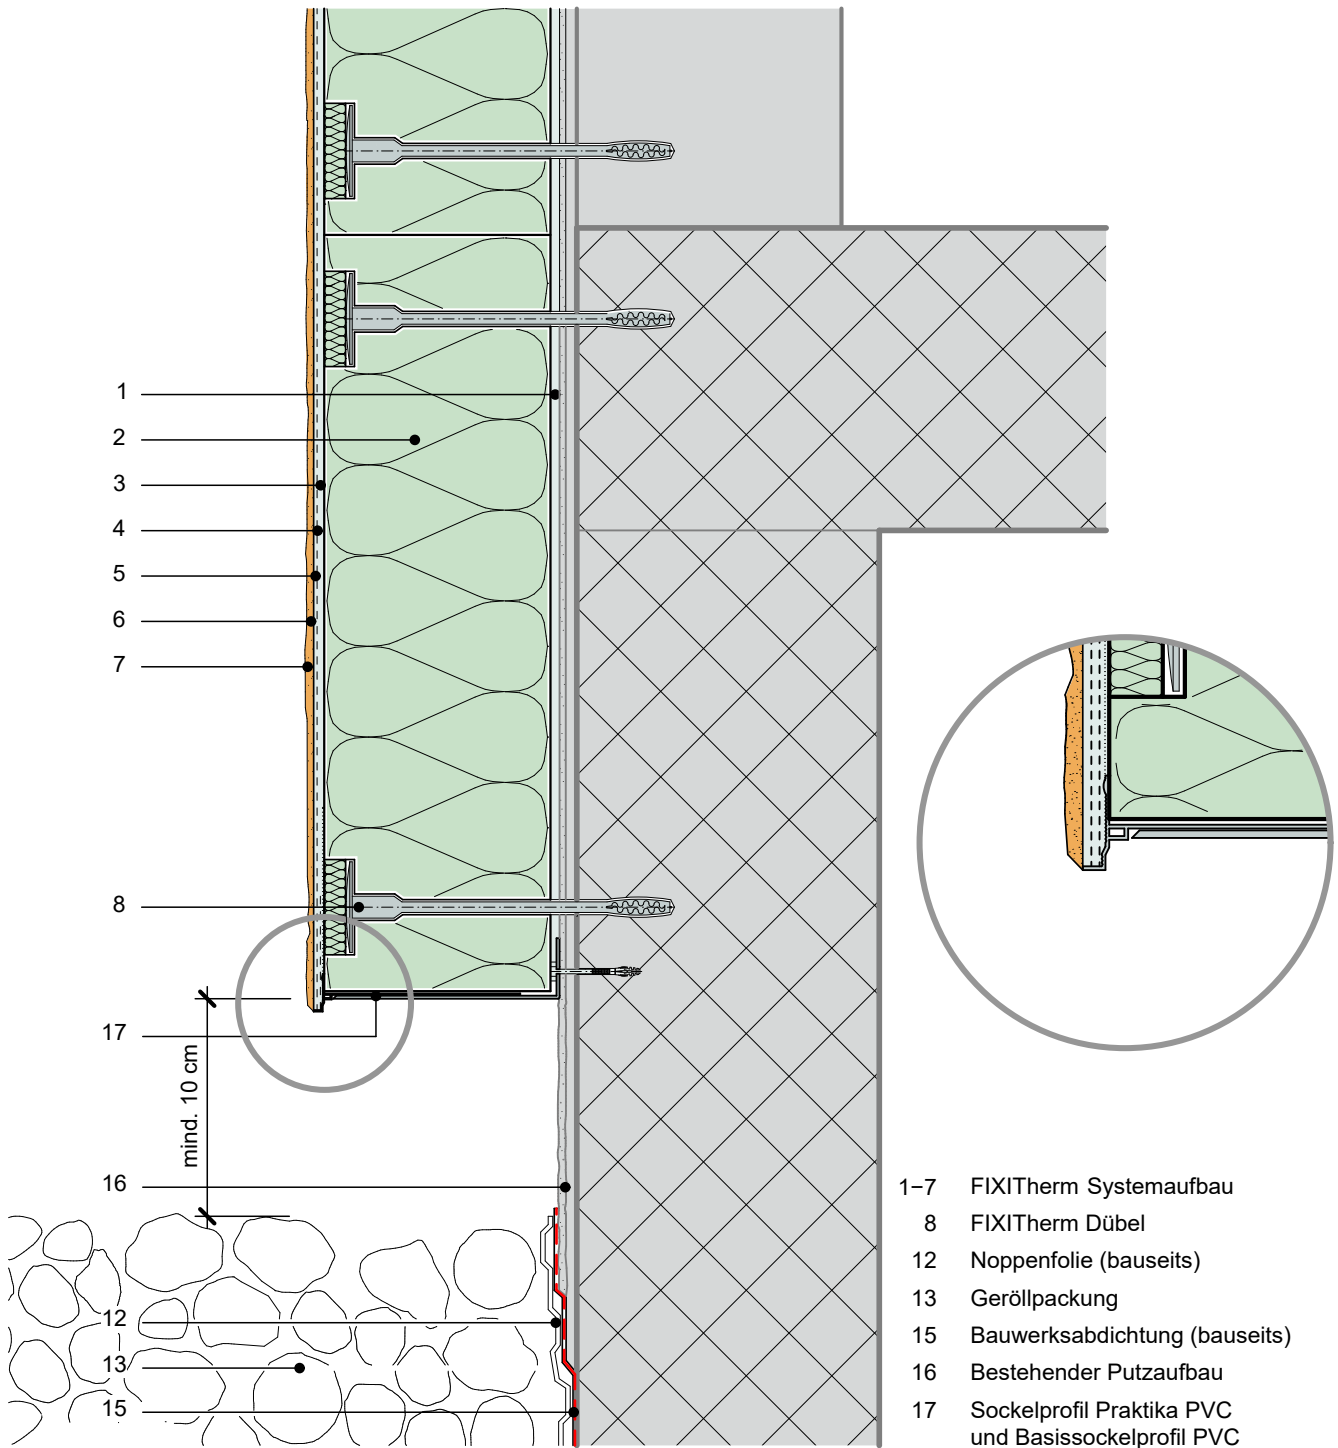 1
2
3
4
5
6
7
8
17
mind. 10 cm
16
12
13
15
1–7 FIXITherm Systemaufbau
8 FIXITherm Dübel
12 Noppenfolie (bauseits)
13 Geröllpackung
15 Bauwerksabdichtung (bauseits)
16 Bestehender Putzaufbau
17 Sockelprofil Praktika PVC
und Basissockelprofil PVC